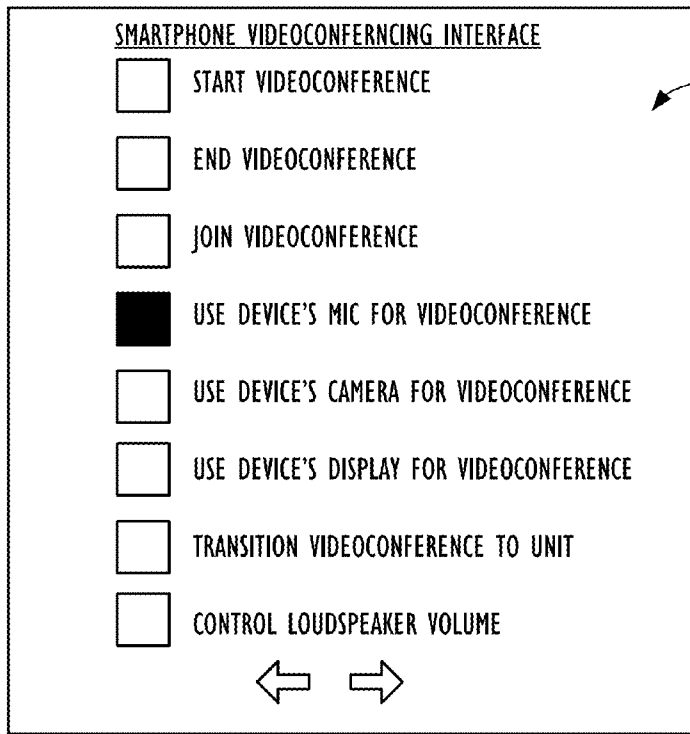 SMARTPHONE VIDEOCONFERNCING INTERFACE
START VIDEOCONFERENCE
END VIDEOCONFERENCE
JOIN VIDEOCONFERENCE
USE DEVICE'S MIC FOR VIDEOCONFERENCE
USE DEVICE'S CAMERA FOR VIDEOCONFERENCE
USE DEVICE'S DISPLAY FOR VIDEOCONFERENCE
TRANSITION VIDEOCONFERENCE TO UNIT
CONTROL LOUDSPEAKER VOLUME